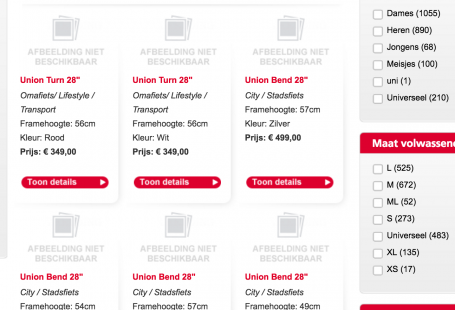 AFBEELDING NIET
BESCHIKBAAR
Union Turn 28"
Omafiets/ Lifestyle /
Transport
Framehoogte: 56cm
Kleur: Rood
Prijs: € 349,00
Toon details
AFBEELDING NIET
BESCHIKBAAR
Union Turn 28"
Omafiets/ Lifestyle /
Transport
Framehoogte: 56cm
Kleur: Wit
Prijs: € 349,00
Toon details
AFBEELDING NIET
BESCHIKBAAR
Union Bend 28"
City / Stadsfiets
Framehoogte: 57cm
Kleur: Zilver
Prijs: € 499,00
Toon details
AFBEELDING NIET
BESCHIKBAAR
Union Bend 28"
City / Stadsfiets
Framehoogte: 54cm
AFBEELDING NIET
BESCHIKBAAR
Union Bend 28"
City / Stadsfiets
Framehoogte: 57cm
AFBEELDING NIET
BESCHIKBAAR
Union Bend 28"
City / Stadsfiets
Framehoogte: 49cm
Dames (1055)
Heren (890)
Jongens (68)
Meisjes (100)
uni (1)
Universeel (210)
Maat volwassene
L (525)
M (672)
ML (52)
S (273)
Universeel (483)
XL (135)
XS (17)